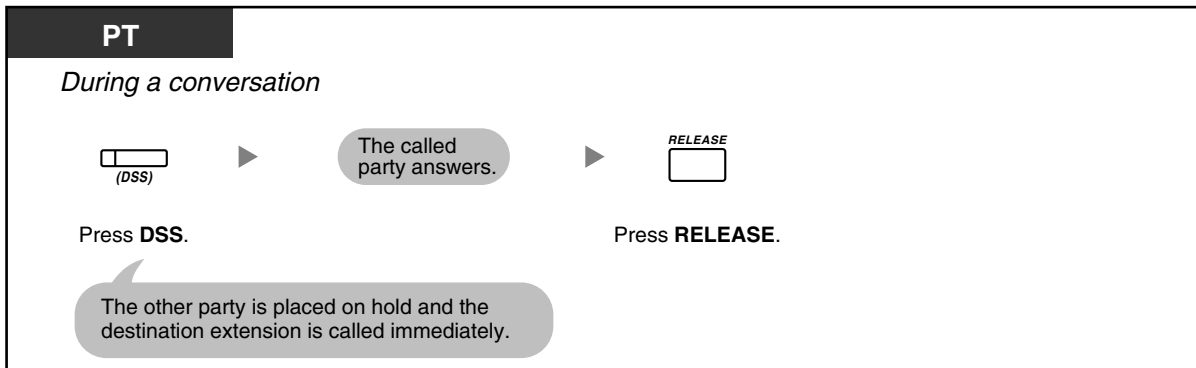 PT
During a conversation
(DSS)
The called
party answers.
RELEASE
Press DSS.
Press RELEASE.
The other party is placed on hold and the
destination extension is called immediately.